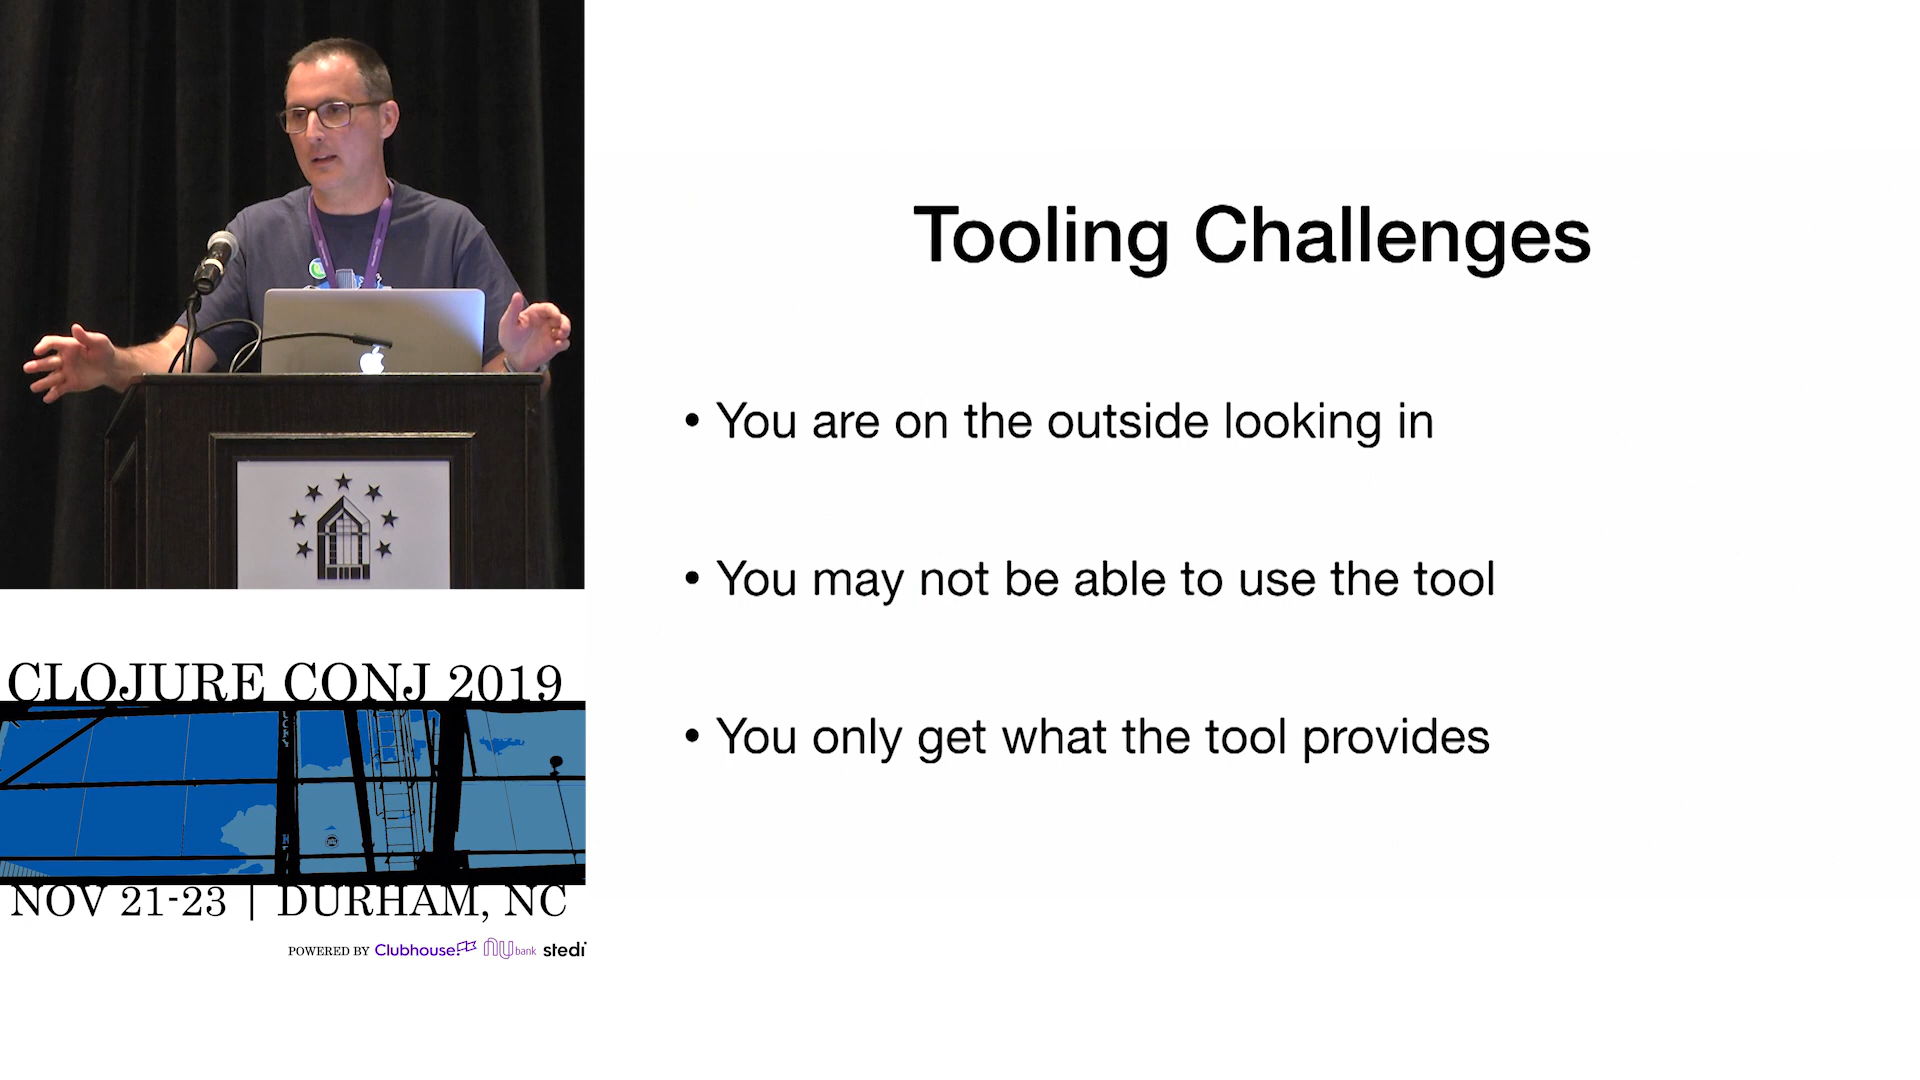 Tooling Challenges
• You are on the outside looking in
• You may not be able to use the tool
• You only get what the tool provides
CLOJURE CONJ 2019
NOV 21-23 | DURHAM, NC
POWERED BY Clubhouse nu bank stedi